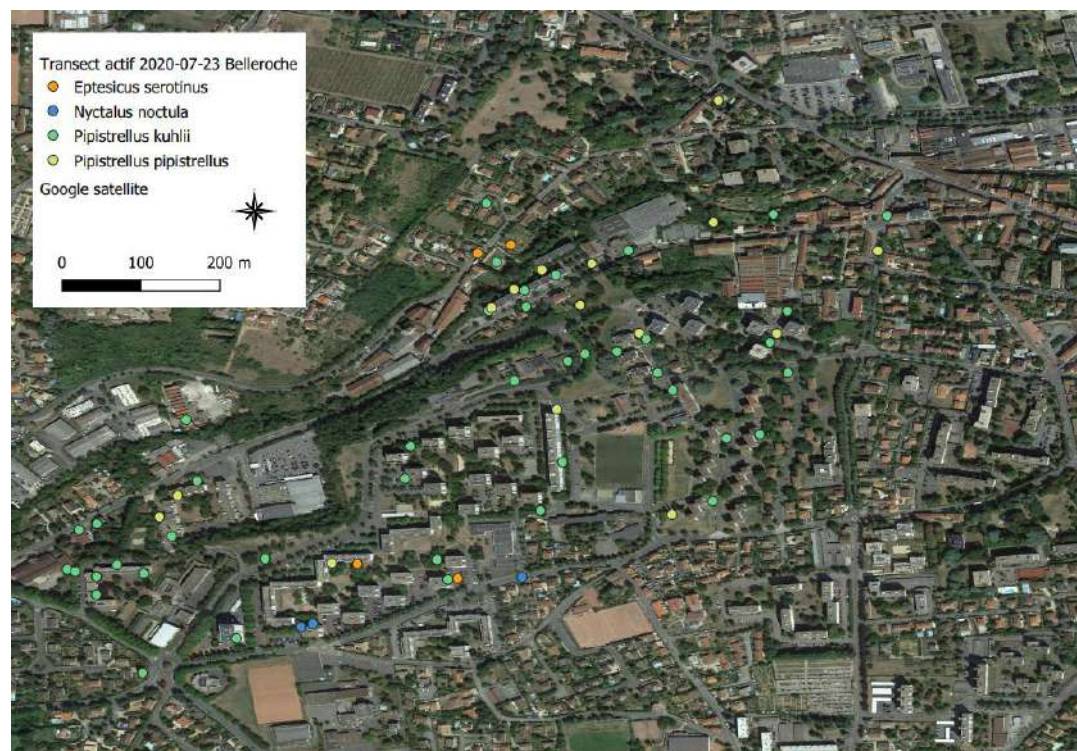 Transect actif 2020-07-23 Belleroche
Eptesicus serotinus
Nyctalus noctula
Pipistrellus kuhlii
Pipistrellus pipistrellus
Google satellite
0 100 200 m